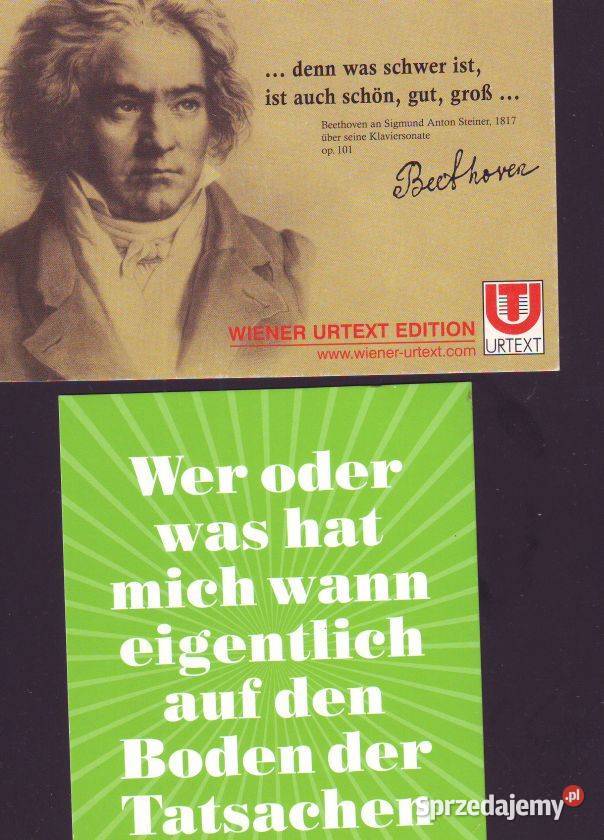 ... denn was schwer ist,
ist auch schön, gut, groß ...
Beethoven an Sigmund Anton Steiner, 1817
über seine Klaviersonate
op. 101
Beethoven
WIENER URTEXT EDITION
www.wiener-urtext.com
UT
URTEXT
Wer oder
was hat
mich wann
eigentlich
auf den
Boden der
Tatsachen
Sprzedajemy.pl